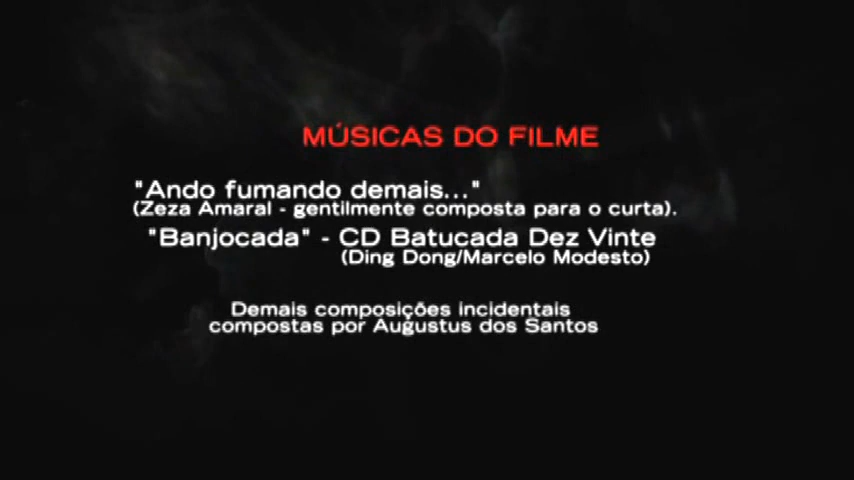 MÚSICAS DO FILME
"Ando fumando demais..."
(Zeza Amaral - gentilmente composta para o curta).
"Banjocada" - CD Batucada Dez Vinte
(Ding Dong/Marcelo Modesto)
Demais composições incidentais
compostas por Augustus dos Santos